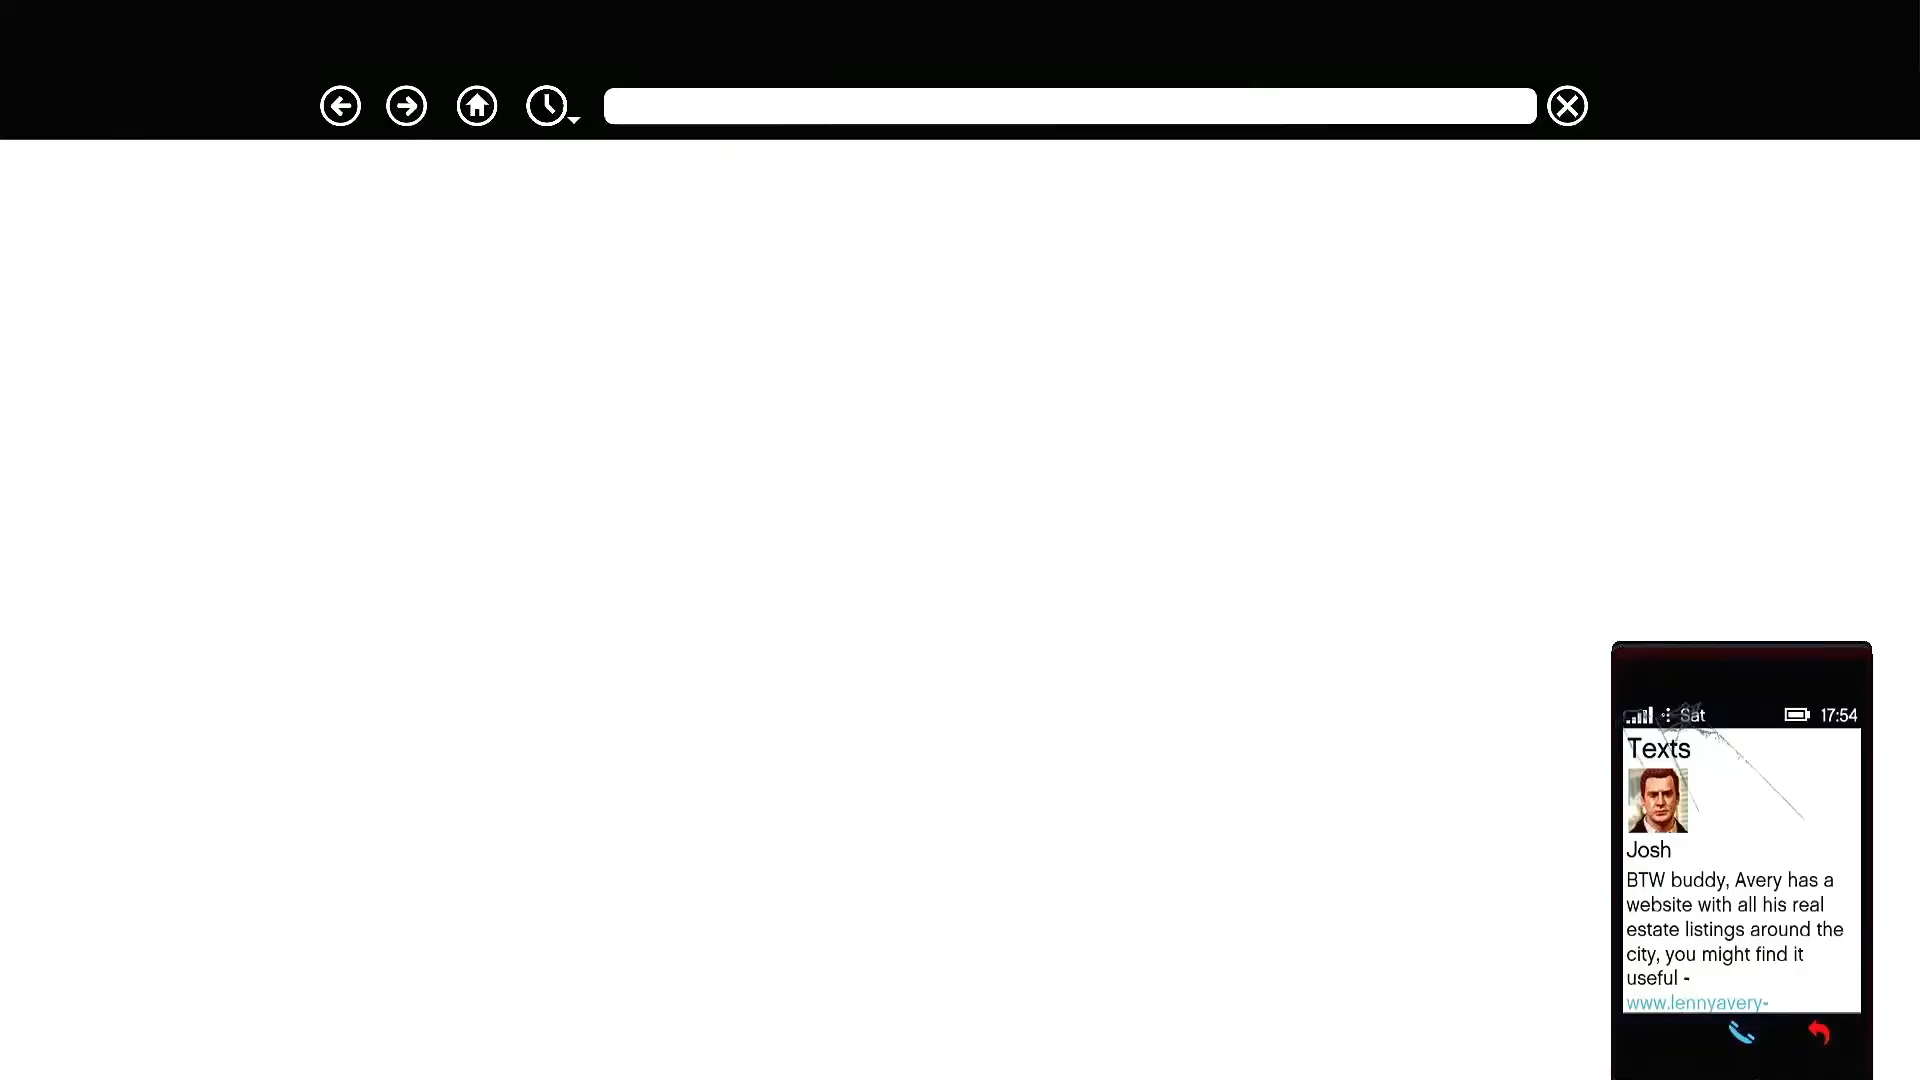 Sat 17:54
Texts
Josh
BTW buddy, Avery has a
website with all his real
estate listings around the
city, you might find it
useful -
www.lennyavery-